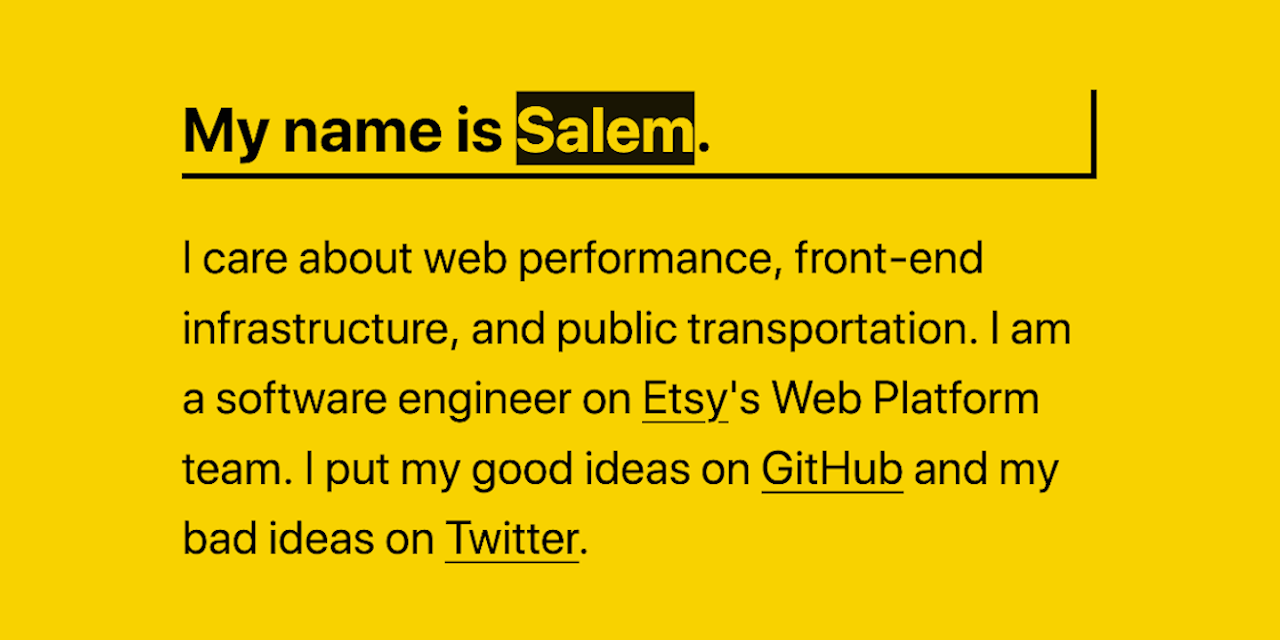 My name is Salem.
I care about web performance, front-end
infrastructure, and public transportation. I am
a software engineer on Etsy's Web Platform
team. I put my good ideas on GitHub and my
bad ideas on Twitter.